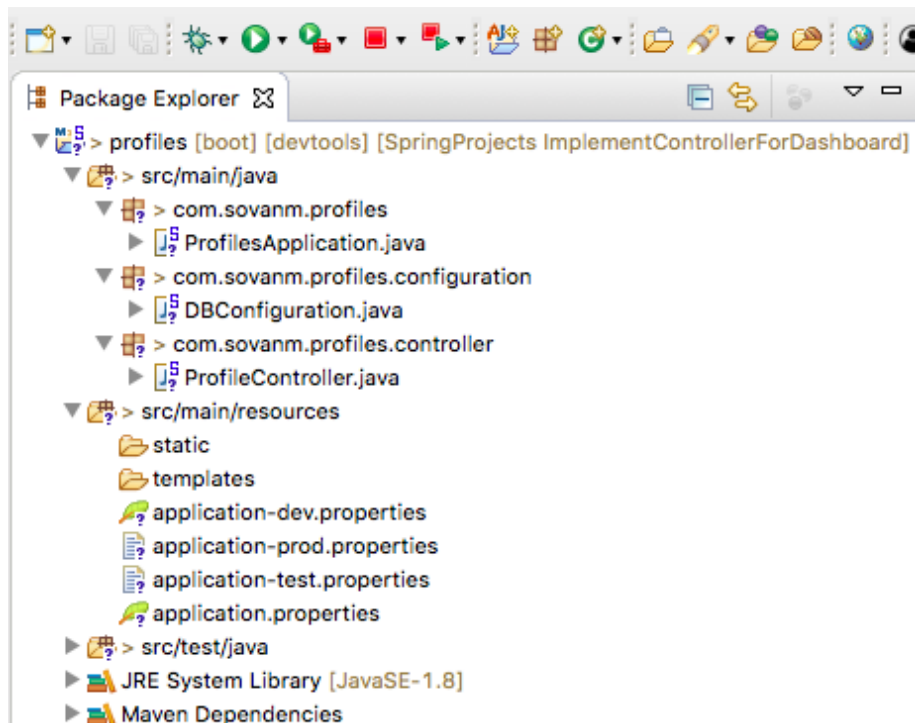 Package Explorer
> profiles [boot] [devtools] [SpringProjects ImplementControllerForDashboard]
> src/main/java
> com.sovanm.profiles
ProfilesApplication.java
> com.sovanm.profiles.configuration
DBConfiguration.java
> com.sovanm.profiles.controller
ProfileController.java
> src/main/resources
static
templates
application-dev.properties
application-prod.properties
application-test.properties
application.properties
> src/test/java
JRE System Library [JavaSE-1.8]
Maven Dependencies